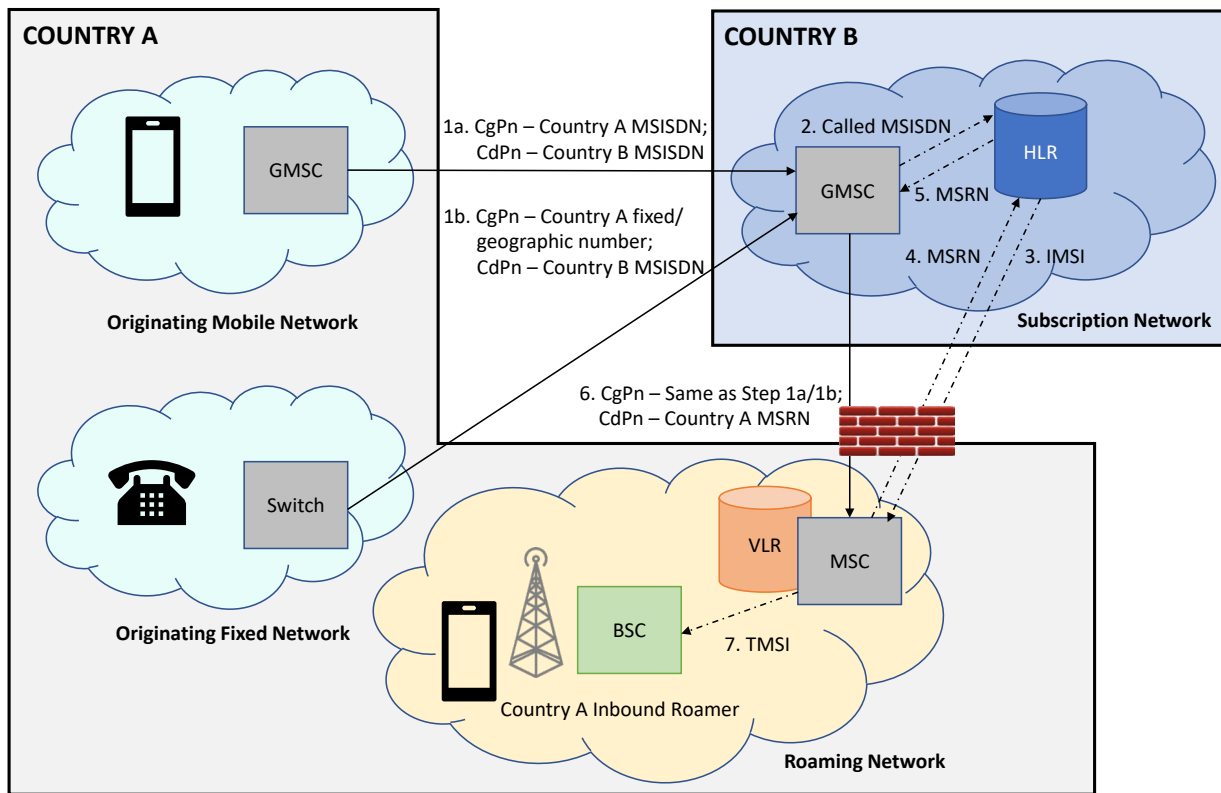 COUNTRY A
COUNTRY B
GMSC
1a. CgPn – Country A MSISDN;
CdPn – Country B MSISDN
1b. CgPn – Country A fixed/
geographic number;
CdPn – Country B MSISDN
2. Called MSISDN
GMSC
HLR
5. MSRN
4. MSRN
3. IMSI
Originating Mobile Network
Subscription Network
6. CgPn – Same as Step 1a/1b;
CdPn – Country A MSRN
Switch
Originating Fixed Network
VLR
MSC
BSC
7. TMSI
Country A Inbound Roamer
Roaming Network